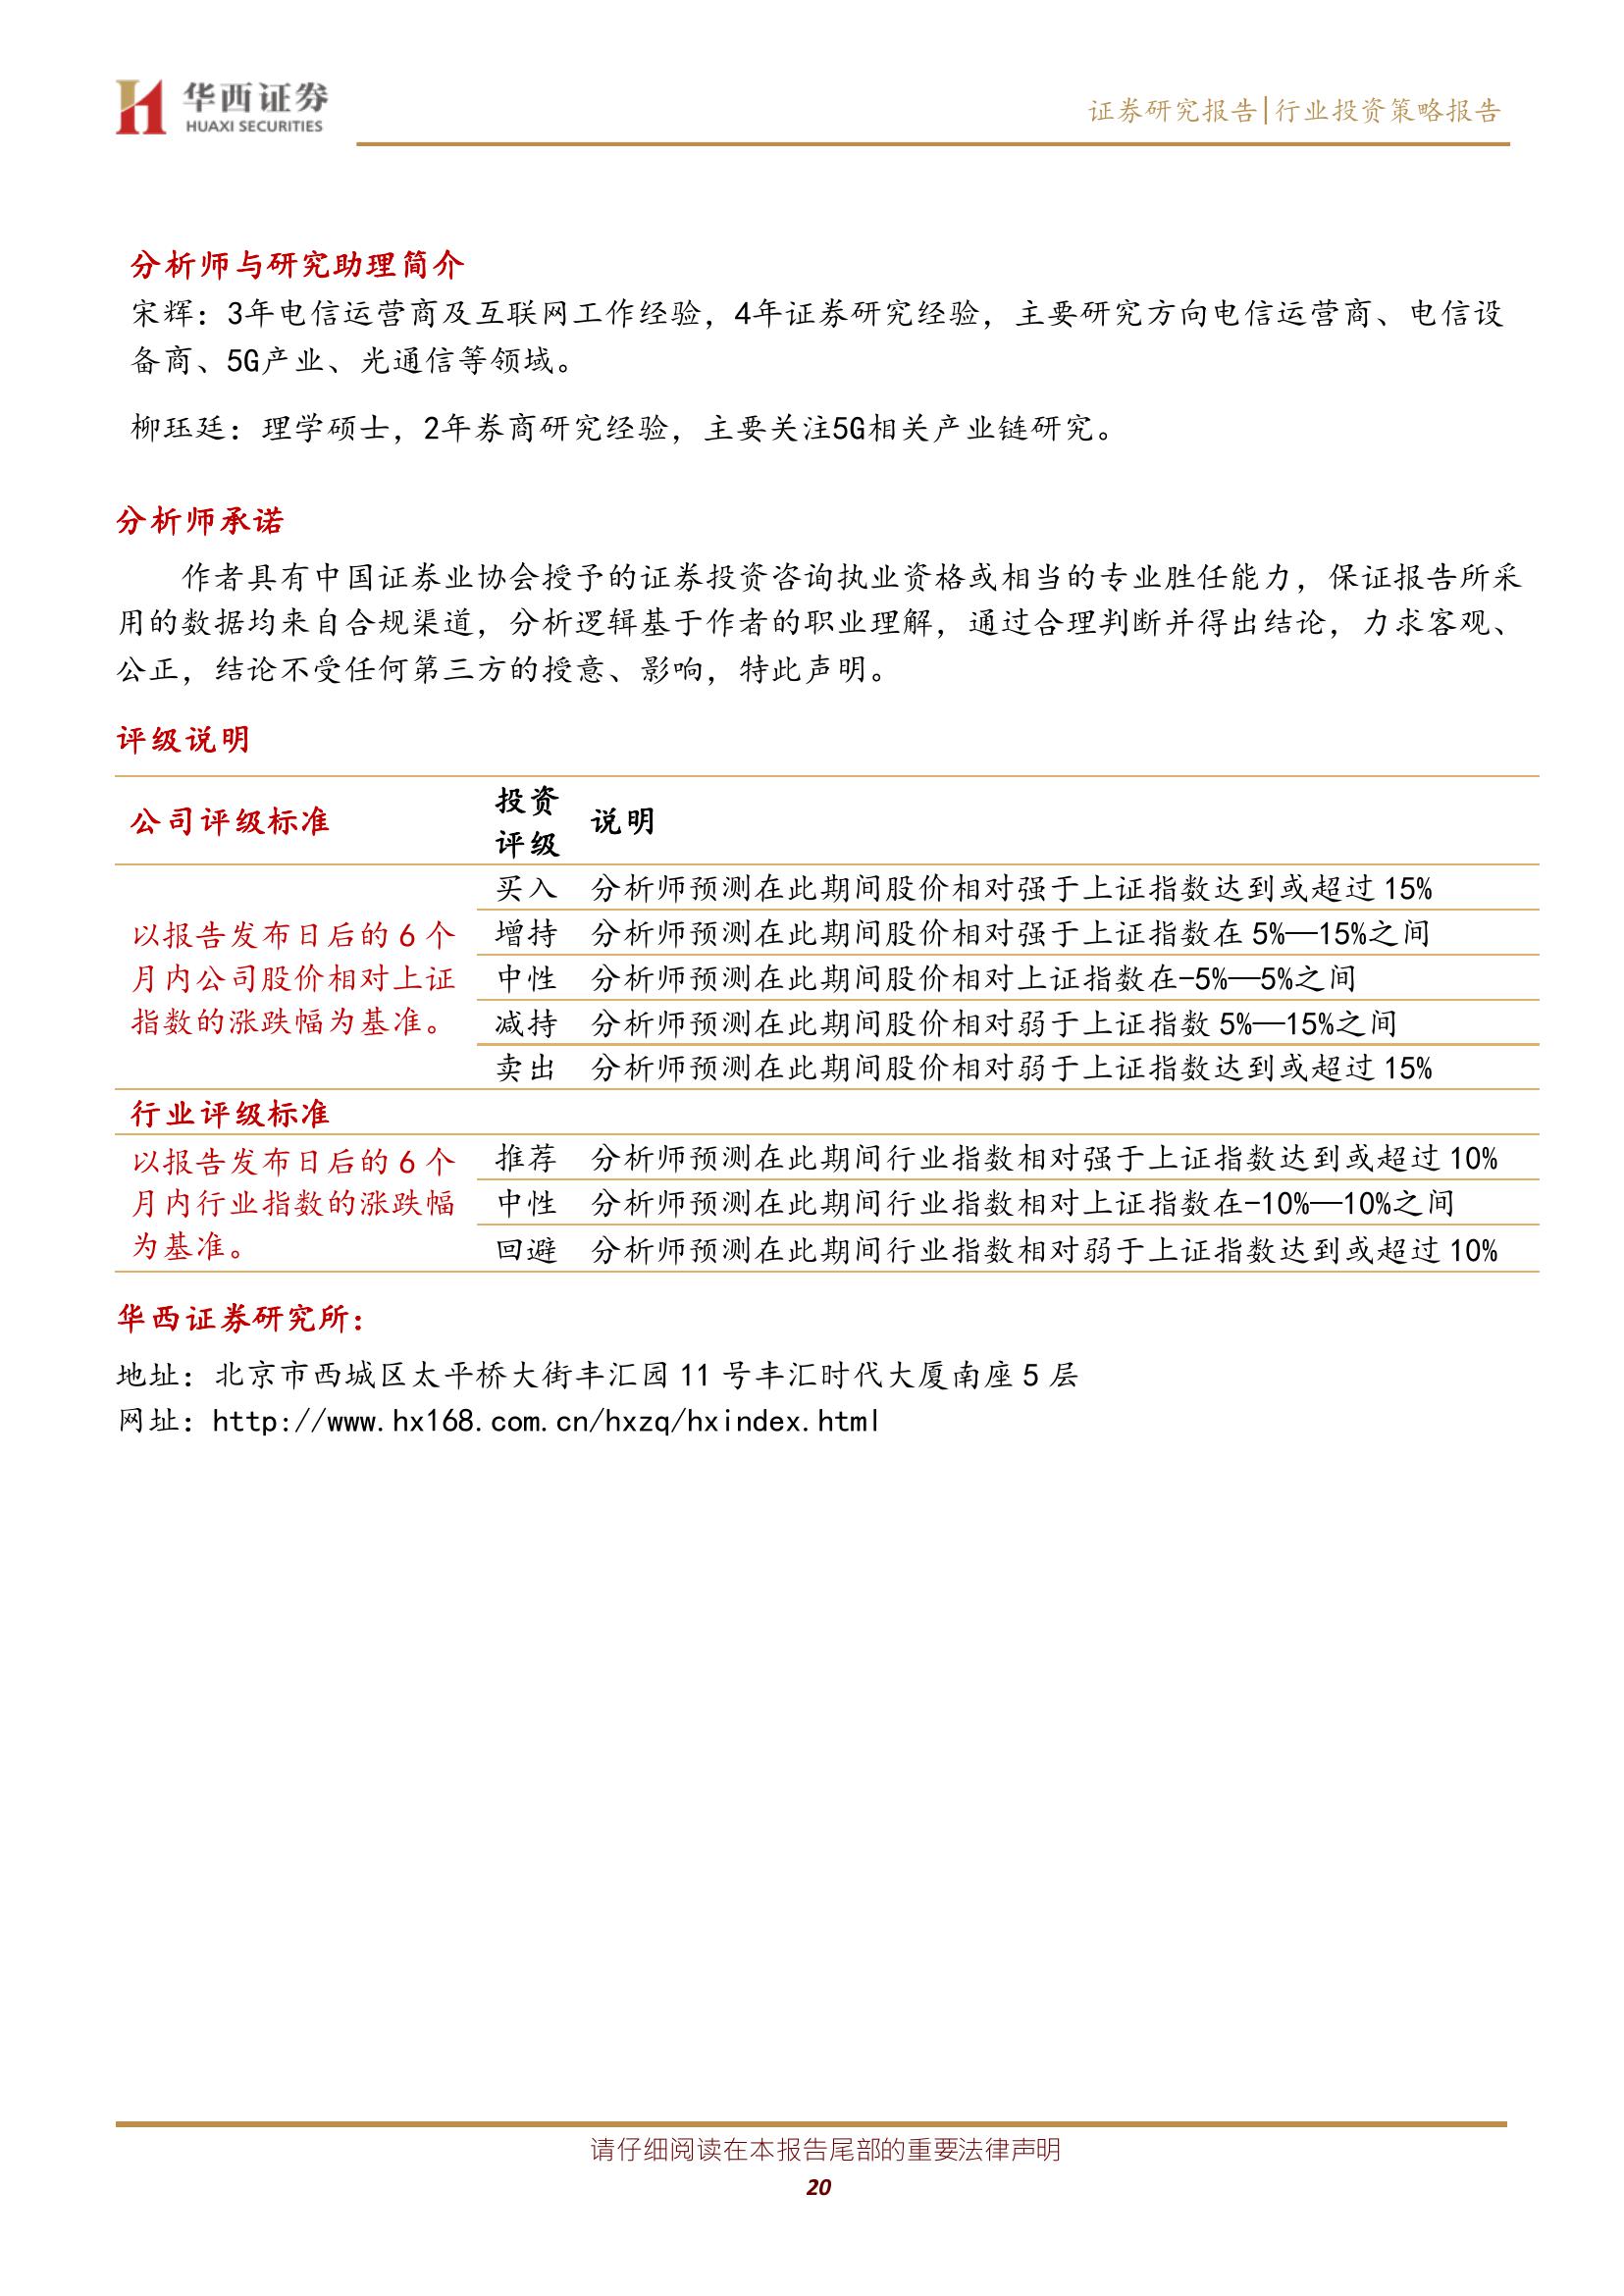 华西证券
HUAXI SECURITIES
证券研究报告|行业投资策略报告
分析师与研究助理简介
宋辉：3年电信运营商及互联网工作经验，4年证券研究经验，主要研究方向电信运营商、电信设
备商、5G产业、光通信等领域。
柳珏廷：理学硕士，2年券商研究经验，主要关注5G相关产业链研究。
分析师承诺
作者具有中国证券业协会授予的证券投资咨询执业资格或相当的专业胜任能力，保证报告所采
用的数据均来自合规渠道，分析逻辑基于作者的职业理解，通过合理判断并得出结论，力求客观、
公正，结论不受任何第三方的授意、影响，特此声明。
评级说明
公司评级标准
投资
评级
说明
以报告发布日后的 6 个
月内公司股价相对上证
指数的涨跌幅为基准。
买入 分析师预测在此期间股价相对强于上证指数达到或超过 15%
增持 分析师预测在此期间股价相对强于上证指数在 5%—15%之间
中性 分析师预测在此期间股价相对上证指数在-5%—5%之间
减持 分析师预测在此期间股价相对弱于上证指数 5%—15%之间
卖出 分析师预测在此期间股价相对弱于上证指数达到或超过 15%
行业评级标准
以报告发布日后的 6 个
月内行业指数的涨跌幅
为基准。
推荐 分析师预测在此期间行业指数相对强于上证指数达到或超过 10%
中性 分析师预测在此期间行业指数相对上证指数在-10%—10%之间
回避 分析师预测在此期间行业指数相对弱于上证指数达到或超过 10%
华西证券研究所：
地址：北京市西城区太平桥大街丰汇园 11 号丰汇时代大厦南座 5 层
网址：http://www.hx168.com.cn/hxzq/hxindex.html
请仔细阅读在本报告尾部的重要法律声明
20